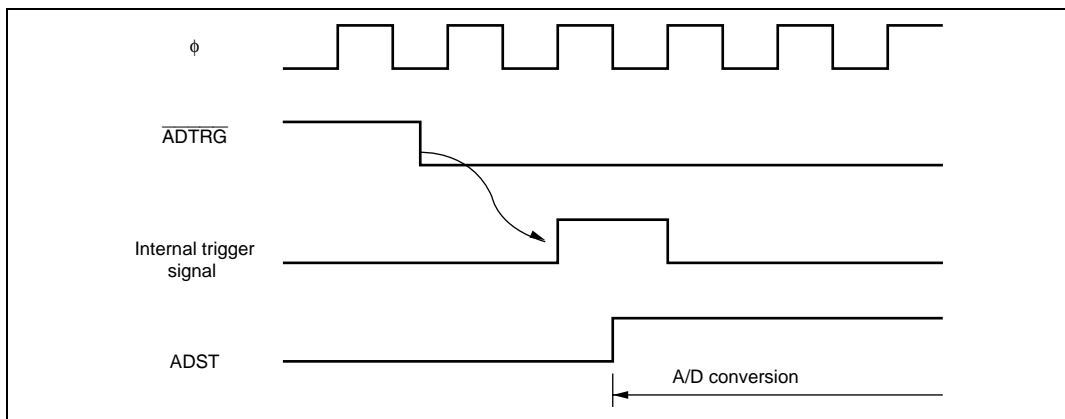 ϕ
ADTRG
Internal trigger
signal
ADST
A/D conversion